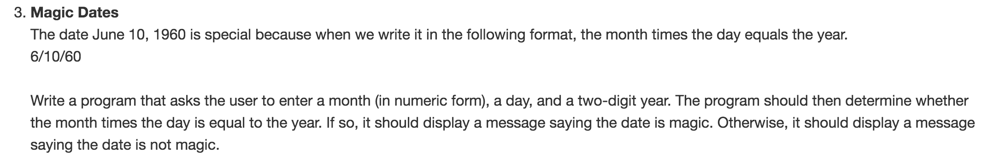 3. Magic Dates
The date June 10, 1960 is special because when we write it in the following format, the month times the day equals the year.
6/10/60
Write a program that asks the user to enter a month (in numeric form), a day, and a two-digit year. The program should then determine whether
the month times the day is equal to the year. If so, it should display a message saying the date is magic. Otherwise, it should display a message
saying the date is not magic.